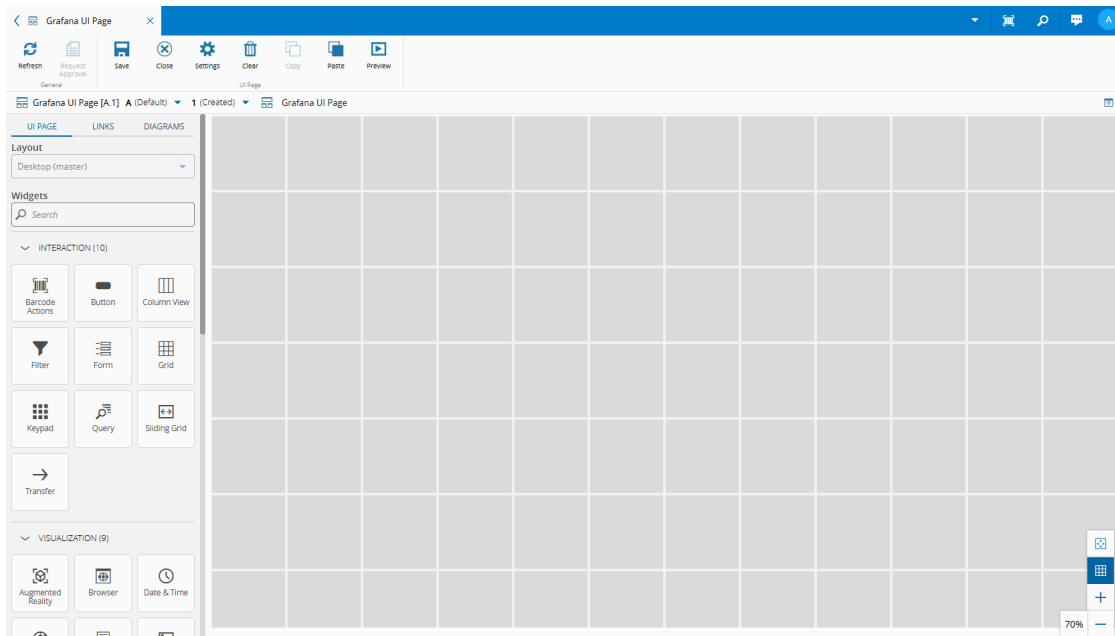 Grafana UI Page
A
Refresh
Request Approval
Save
Close
Settings
Clear
Copy
Paste
Preview
General
UI Page
Grafana UI Page [A.1] A (Default) 1 (Created) Grafana UI Page
UI PAGE
LINKS
DIAGRAMS
Layout
Desktop (master)
Widgets
Search
INTERACTION (10)
Barcode Actions
Button
Column View
Filter
Form
Grid
Keypad
Query
Sliding Grid
Transfer
VISUALIZATION (9)
Augmented Reality
Browser
Date & Time
70%